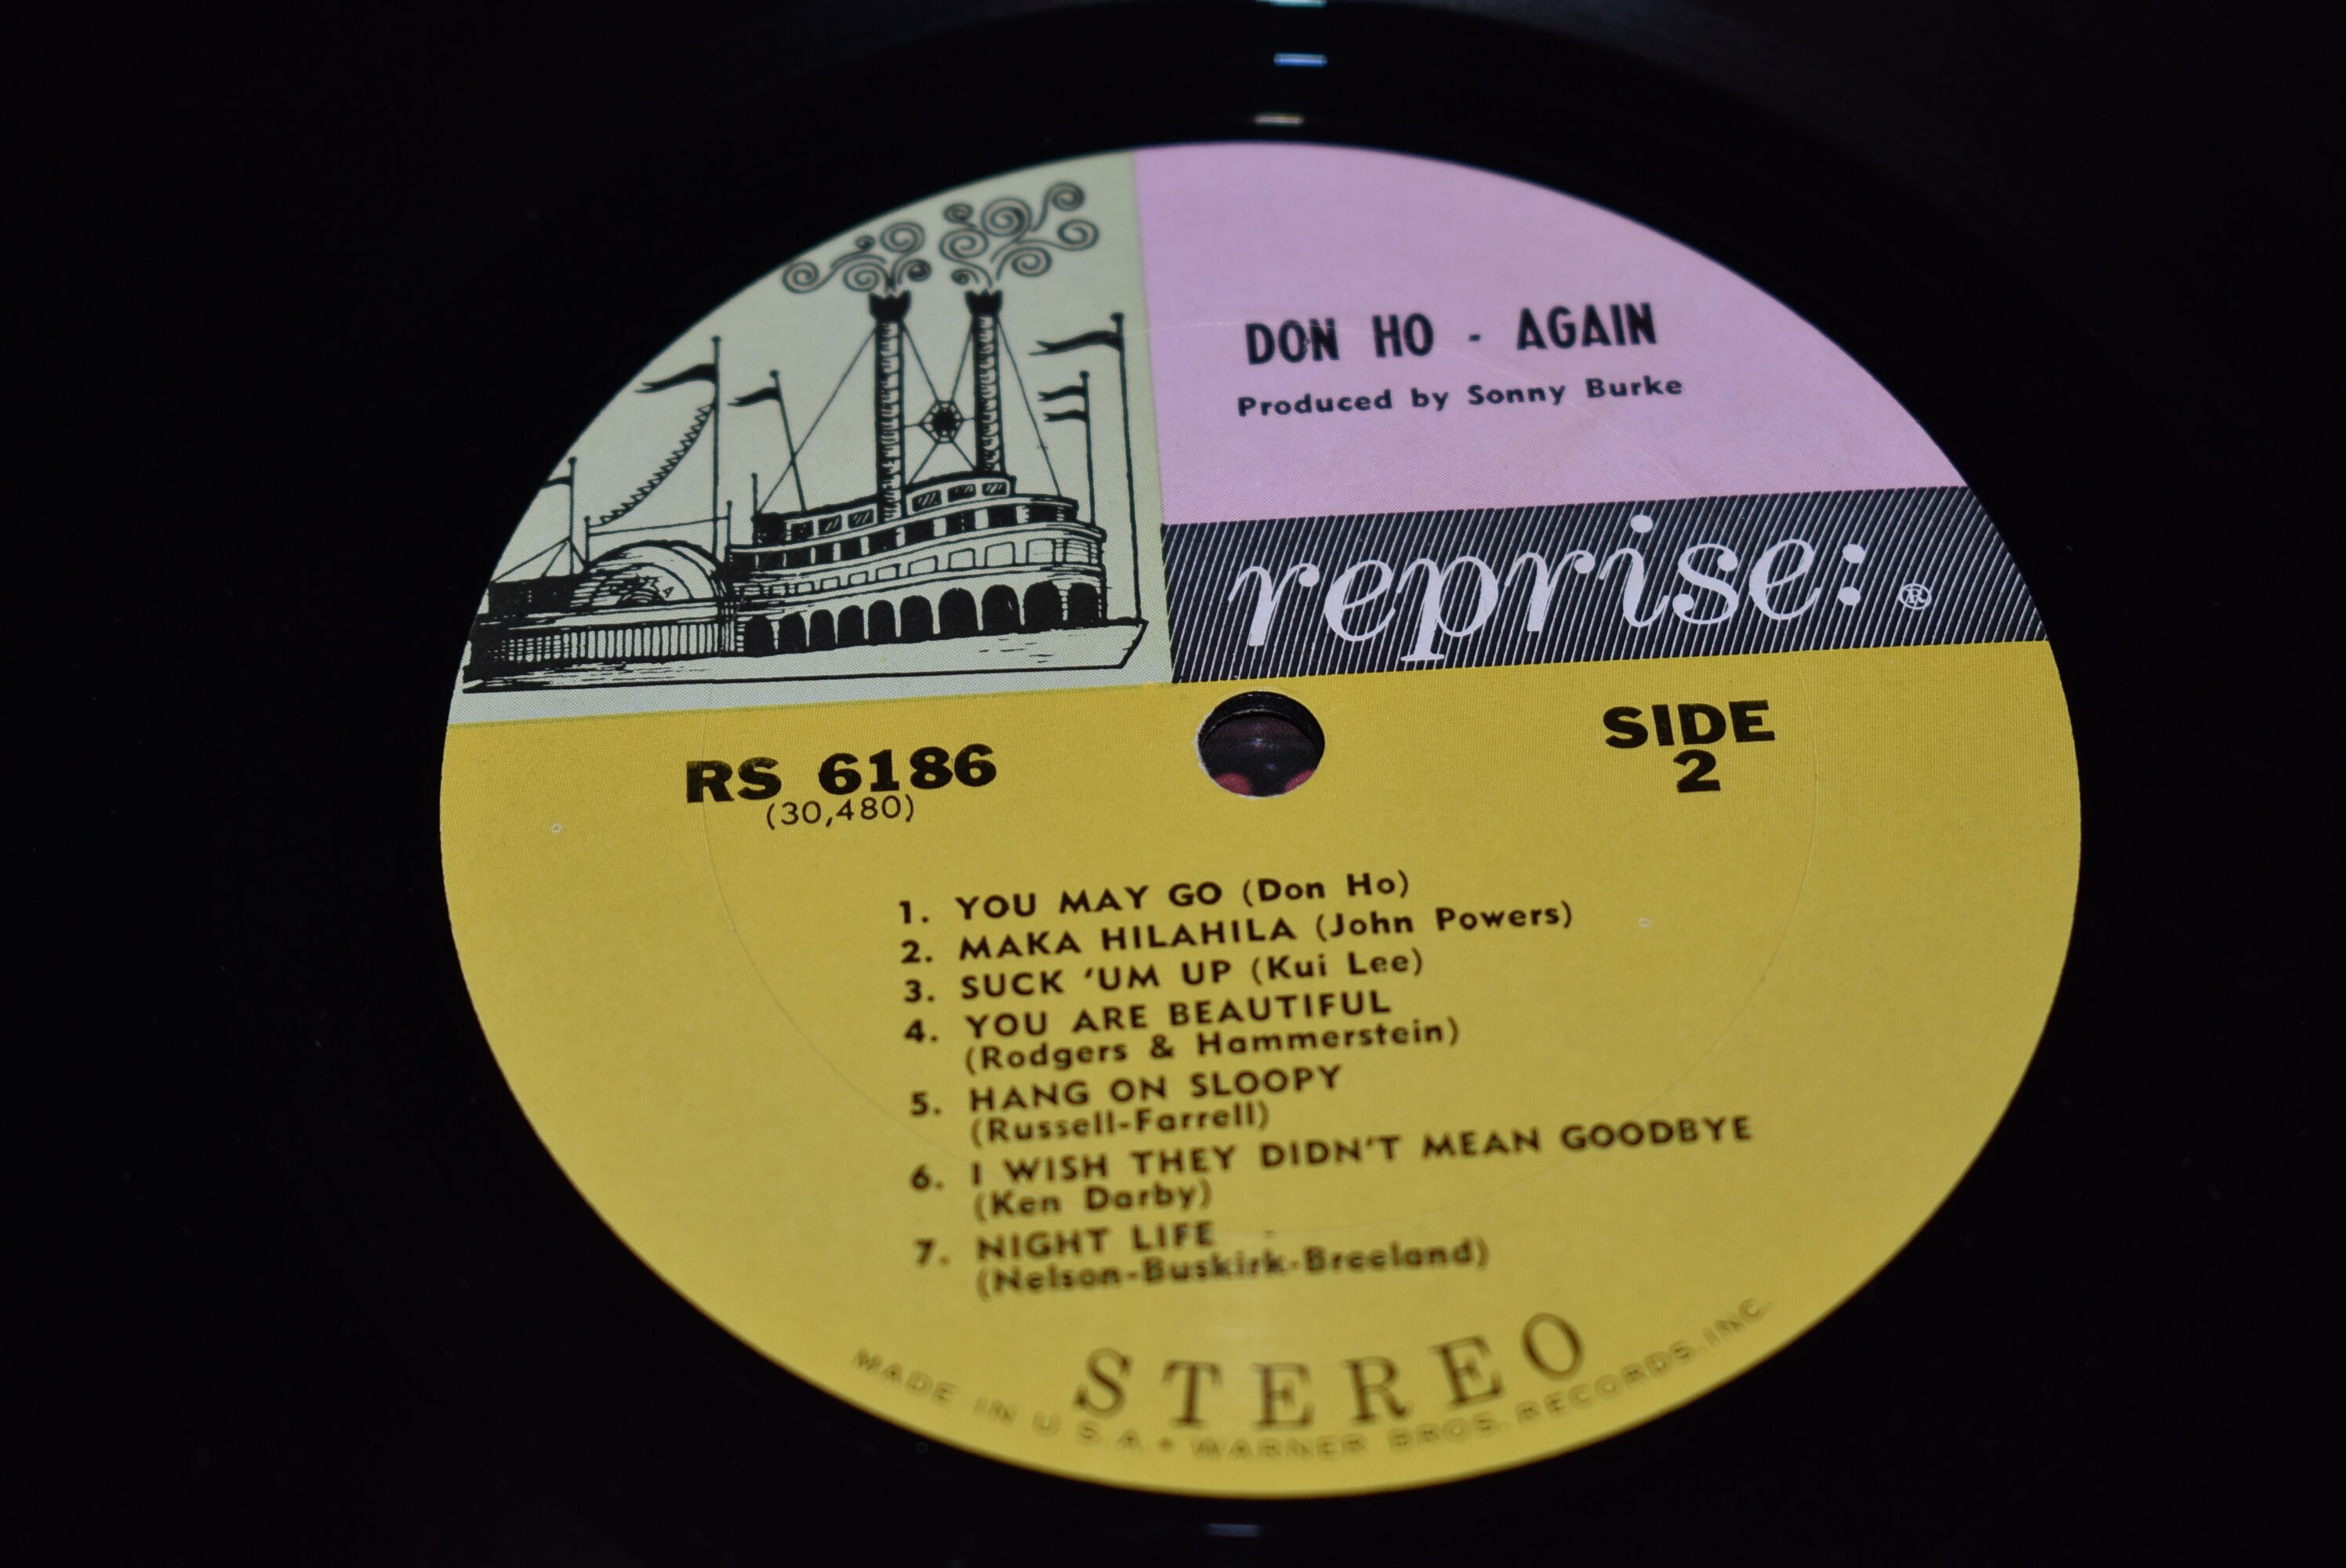 DON HO - AGAIN
Produced by Sonny Burke
reprise: ®
RS 6186
(30,480)
SIDE
2
1. YOU MAY GO (Don Ho)
2. MAKA HILAHILA (John Powers)
3. SUCK 'UM UP (Kui Lee)
4. YOU ARE BEAUTIFUL
(Rodgers & Hammerstein)
5. HANG ON SLOOPY
(Russell-Farrell)
6. I WISH THEY DIDN'T MEAN GOODBYE
(Ken Darby)
7. NIGHT LIFE
(Nelson-Buskirk-Breeland)
STEREO
MADE IN U.S.A. • WARNER BROS. RECORDS INC.